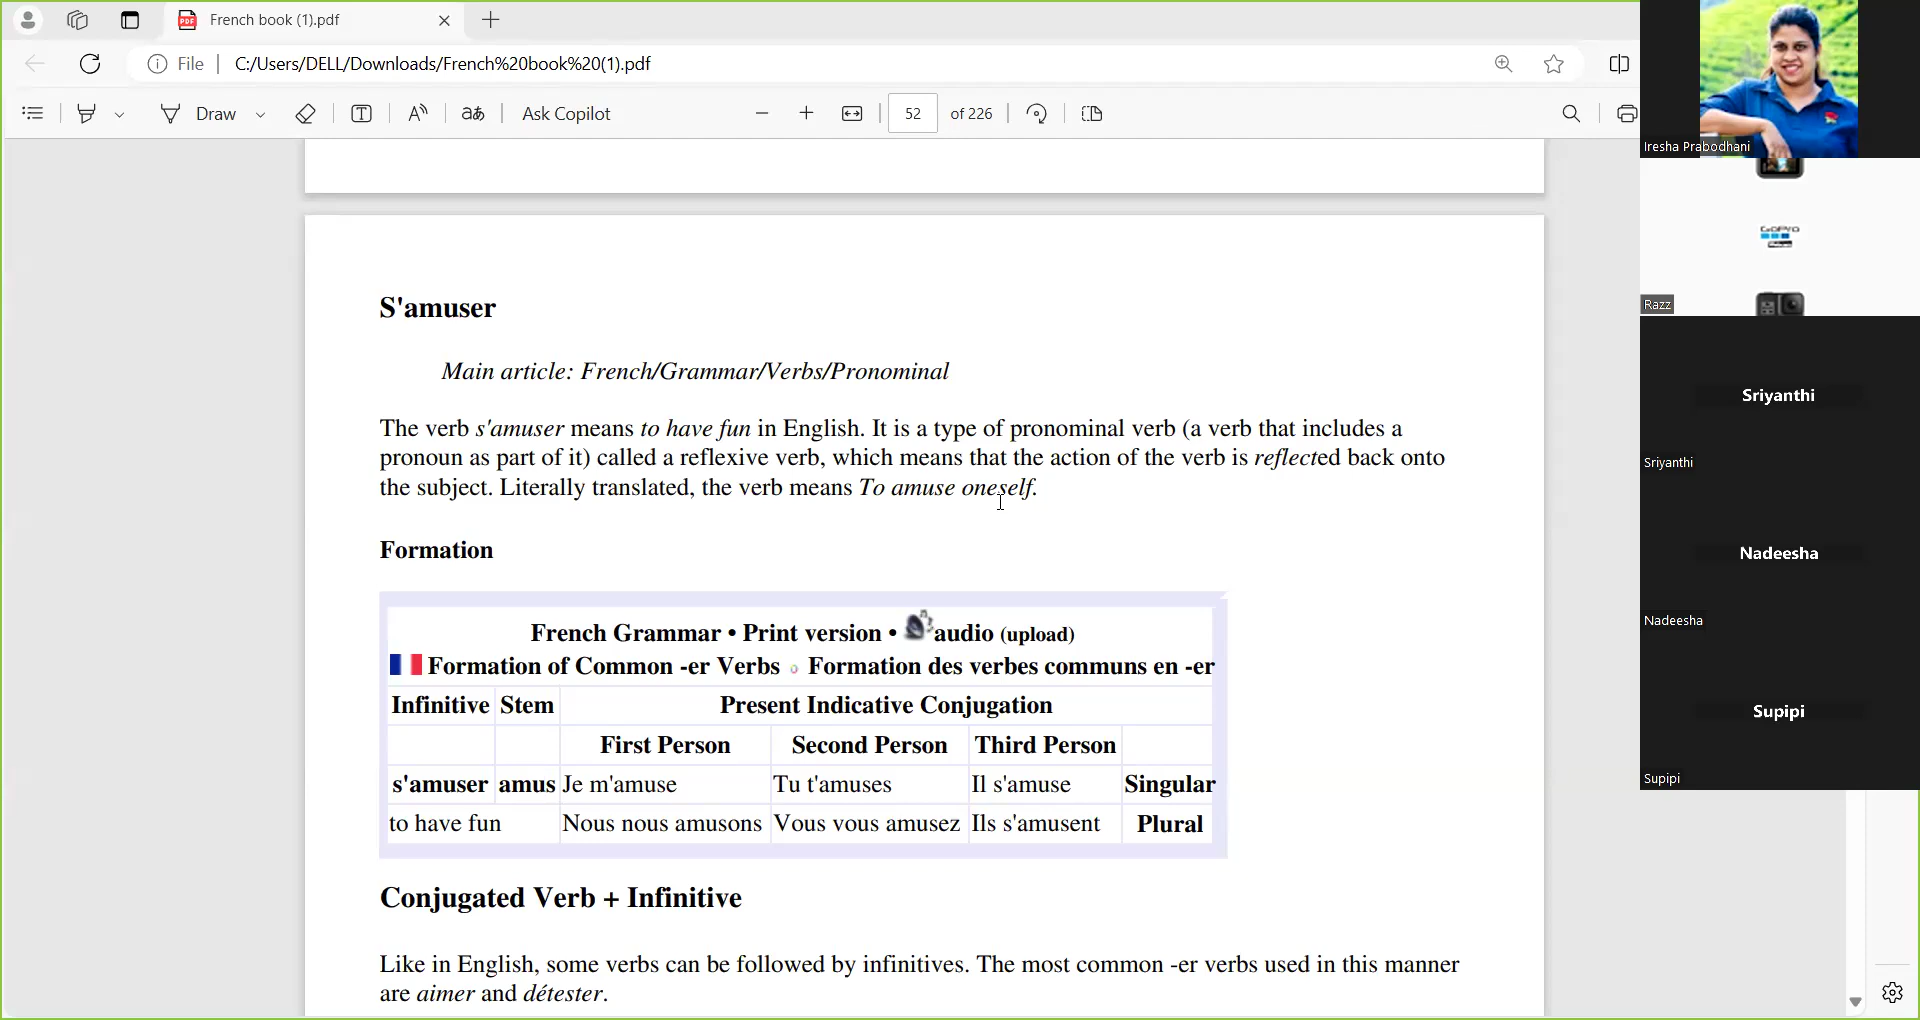 French book (1).pdf
File
C:/Users/DELL/Downloads/French%20book%20(1).pdf
Draw
Ask Copilot
52 of 226
S'amuser
Main article: French/Grammar/Verbs/Pronominal
The verb s'amuser means to have fun in English. It is a type of pronominal verb (a verb that includes a
pronoun as part of it) called a reflexive verb, which means that the action of the verb is reflected back onto
the subject. Literally translated, the verb means To amuse oneself.
Formation
French Grammar • Print version • audio (upload)
Formation of Common -er Verbs Formation des verbes communs en -er
Infinitive Stem Present Indicative Conjugation
First Person Second Person Third Person
s'amuser amus Je m'amuse Tu t'amuses Il s'amuse Singular
to have fun Nous nous amusons Vous vous amusez Ils s'amusent Plural
Conjugated Verb + Infinitive
Like in English, some verbs can be followed by infinitives. The most common -er verbs used in this manner
are aimer and détester.
Iresha Prabodhani
GoPro
Razz
Sriyanthi
Sriyanthi
Nadeesha
Nadeesha
Supipi
Supipi